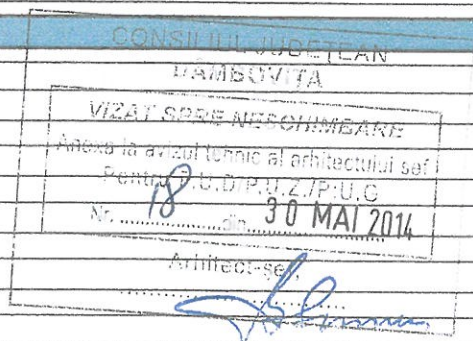 CONSILIUL JUDEȚEAN
DÂMBOVIȚA
VIZAT SPRE NESCHIMBARE
Anexa la avizul tehnic al arhitectului șef
Pentru P.U.D/P.U.Z./P.U.G
Nr. 18 din 30 MAI 2014
Arhitect-șef,